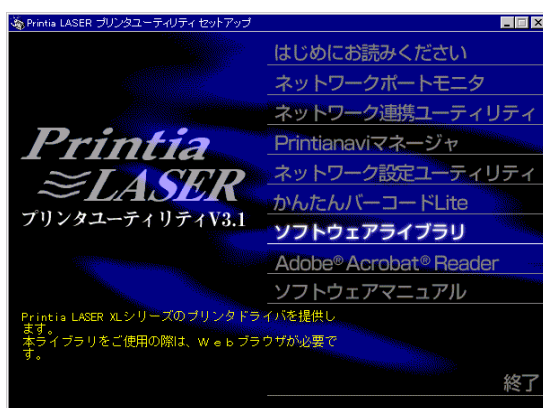 Printia LASER プリンタユーティリティ セットアップ
はじめにお読みください
ネットワークポートモニタ
ネットワーク連携ユーティリティ
Printianaviマネージャ
ネットワーク設定ユーティリティ
かんたんバーコードLite
ソフトウェアライブラリ
Adobe® Acrobat® Reader
ソフトウェアマニュアル
Printia
LASER
プリンタユーティリティV3.1
Printia LASER XLシリーズのプリンタドライバを提供し
ます。
本ライブラリをご使用の際は、Ｗｅｂブラウザが必要で
す。
終了